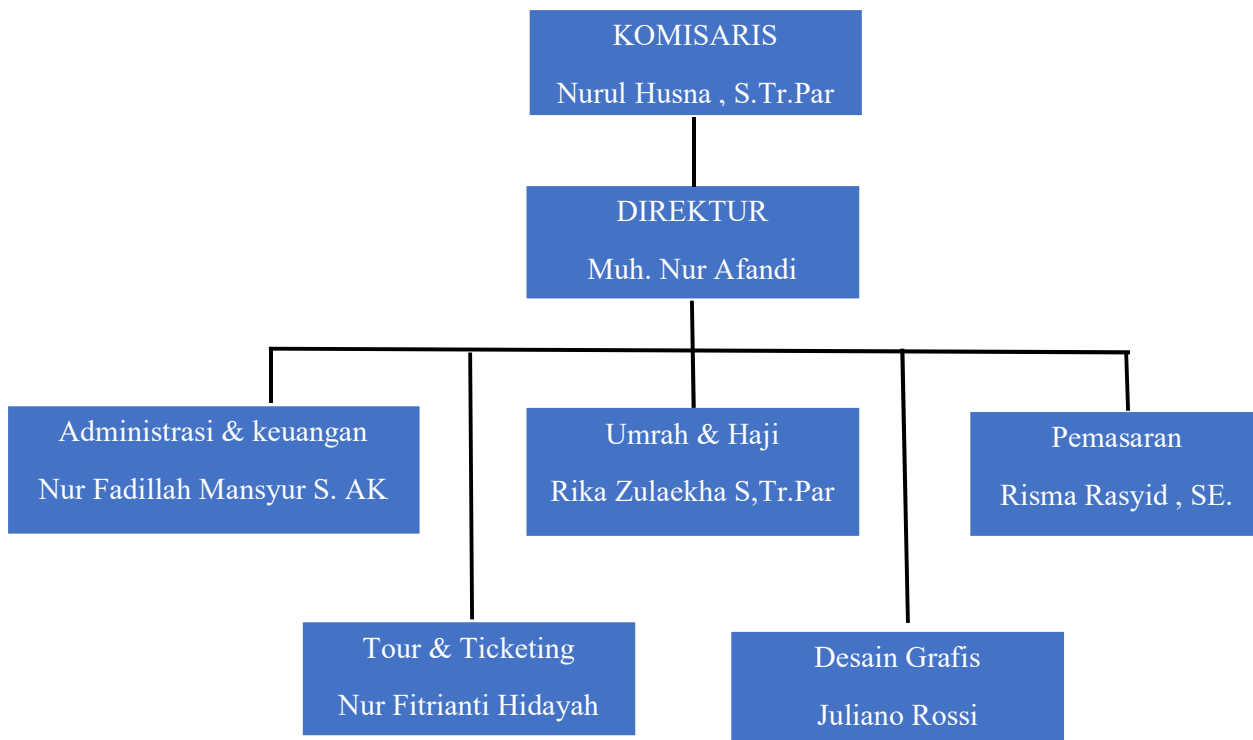 KOMISARIS
Nurul Husna , S.Tr.Par
DIREKTUR
Muh. Nur Afandi
Administrasi & keuangan
Nur Fadillah Mansyur S. AK
Umrah & Haji
Rika Zulaekha S,Tr.Par
Pemasaran
Risma Rasyid , SE.
Tour & Ticketing
Nur Fitrianti Hidayah
Desain Grafis
Juliano Rossi